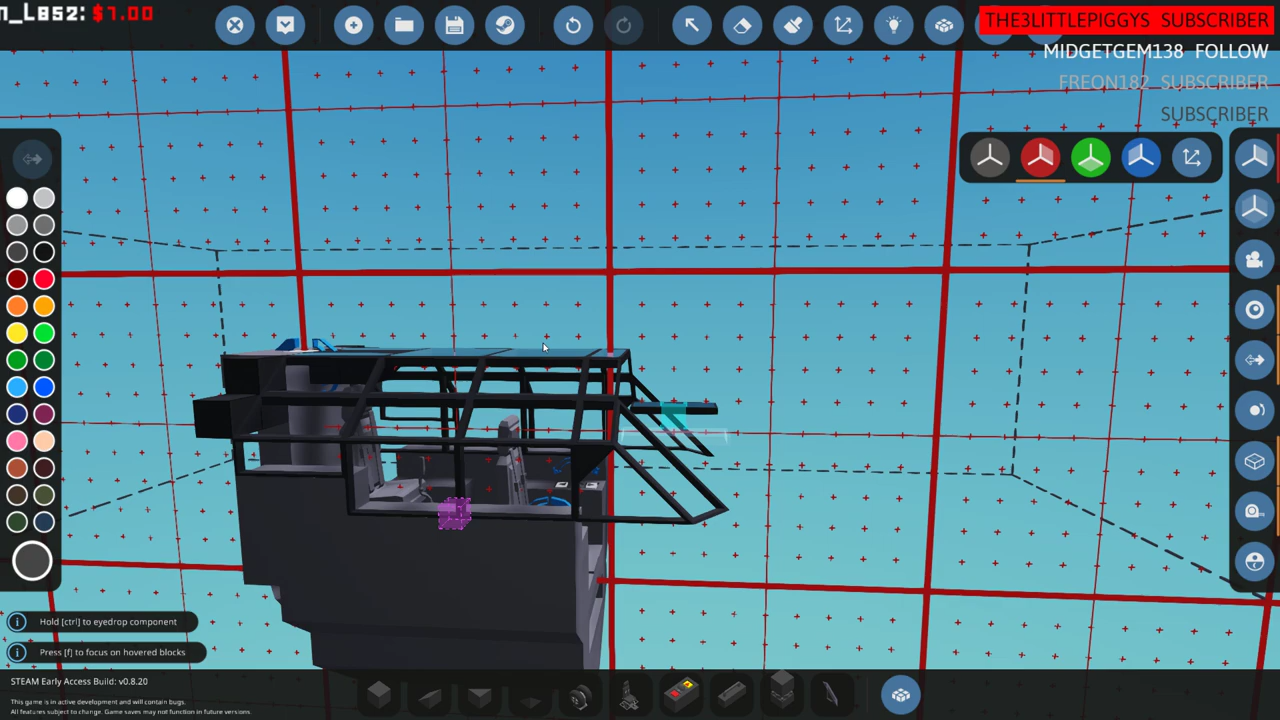 n_L852: $7.00
THE3LITTLEPIGGYS SUBSCRIBER
MIDGETGEM138 FOLLOW
FREON182_SUBSCRIBER
SUBSCRIBER
Hold [ctrl] to eyedrop component
Press [f] to focus on hovered blocks
STEAM Early Access Build: v0.8.20
This game is in active development and will contain bugs.
All features subject to change. Game saves may not function in future versions.